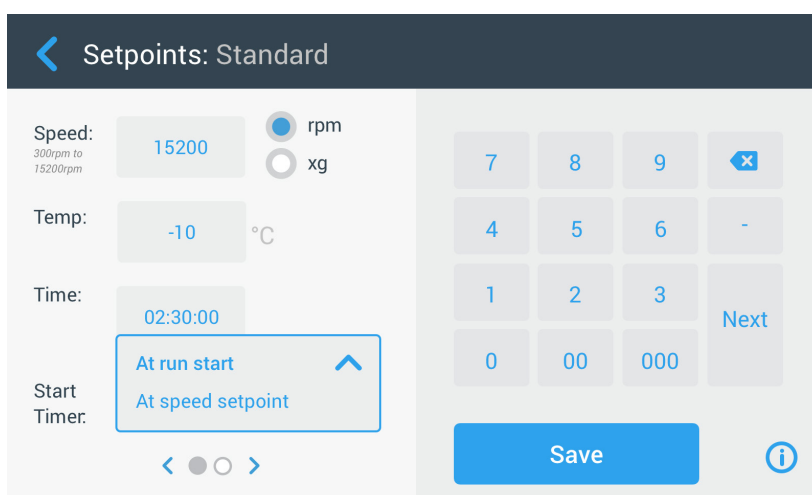 Setpoints: Standard
Speed:
300rpm to
15200rpm
15200
rpm
xg
Temp:
-10
°C
Time:
02:30:00
Start
Timer:
At run start
At speed setpoint
7 8 9
4 5 6 -
1 2 3
Next
0 00 000
Save